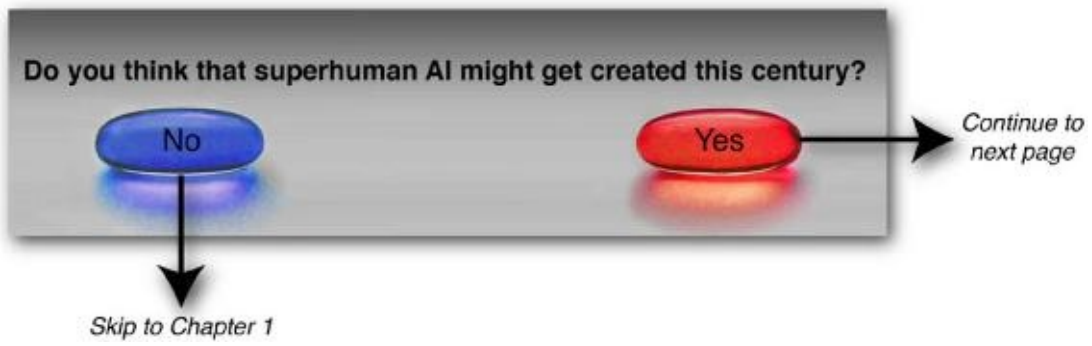 Do you think that superhuman AI might get created this century?
No
Yes
Continue to
next page
Skip to Chapter 1